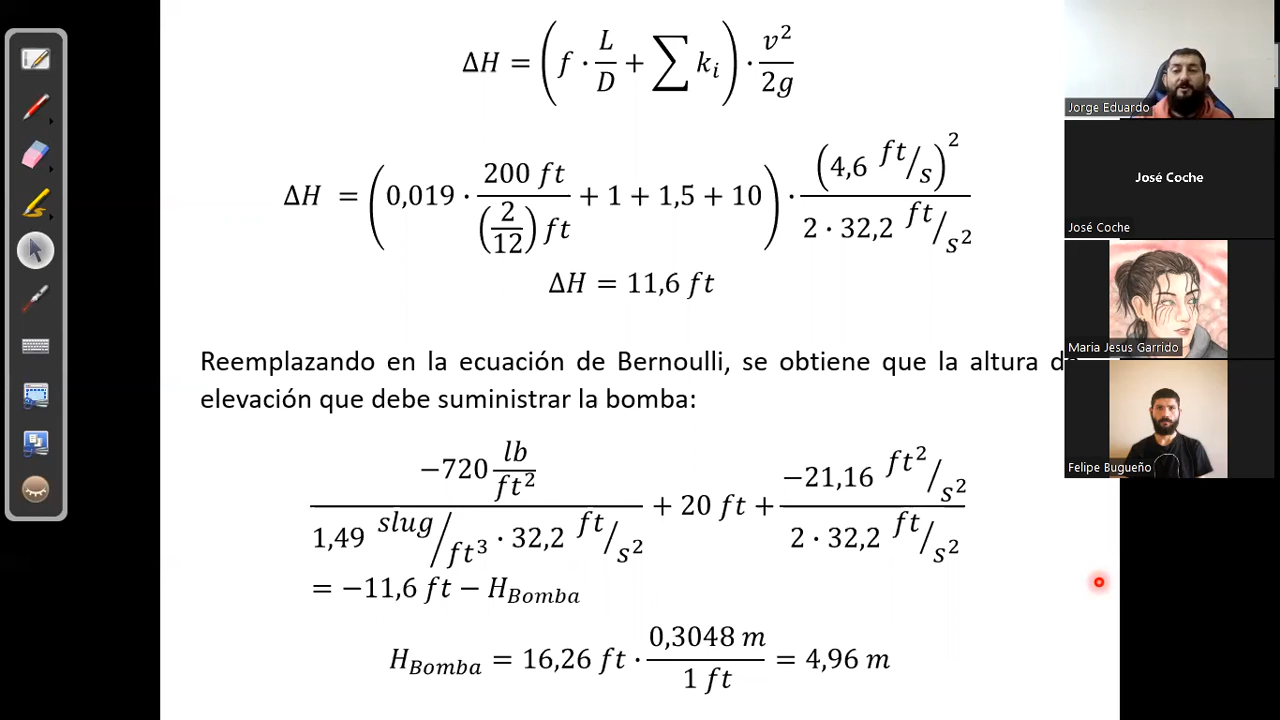 ΔH = (f · L/D + ∑ kᵢ) · v²/2g
ΔH = (0,019 · 200 ft/(2/12) ft + 1 + 1,5 + 10) · (4,6 ft/s)²/2 · 32,2 ft/s²
ΔH = 11,6 ft
Reemplazando en la ecuación de Bernoulli, se obtiene que la altura
elevación que debe suministrar la bomba:
−720 lb/ft² / 1,49 slug/ft³ · 32,2 ft/s² + 20 ft + −21,16 ft²/s² / 2 · 32,2 ft/s²
= −11,6 ft − H_Bomba
H_Bomba = 16,26 ft · 0,3048 m/1 ft = 4,96 m
Jorge Eduardo
José Coche
José Coche
Maria Jesus Garrido
Felipe Bugueño